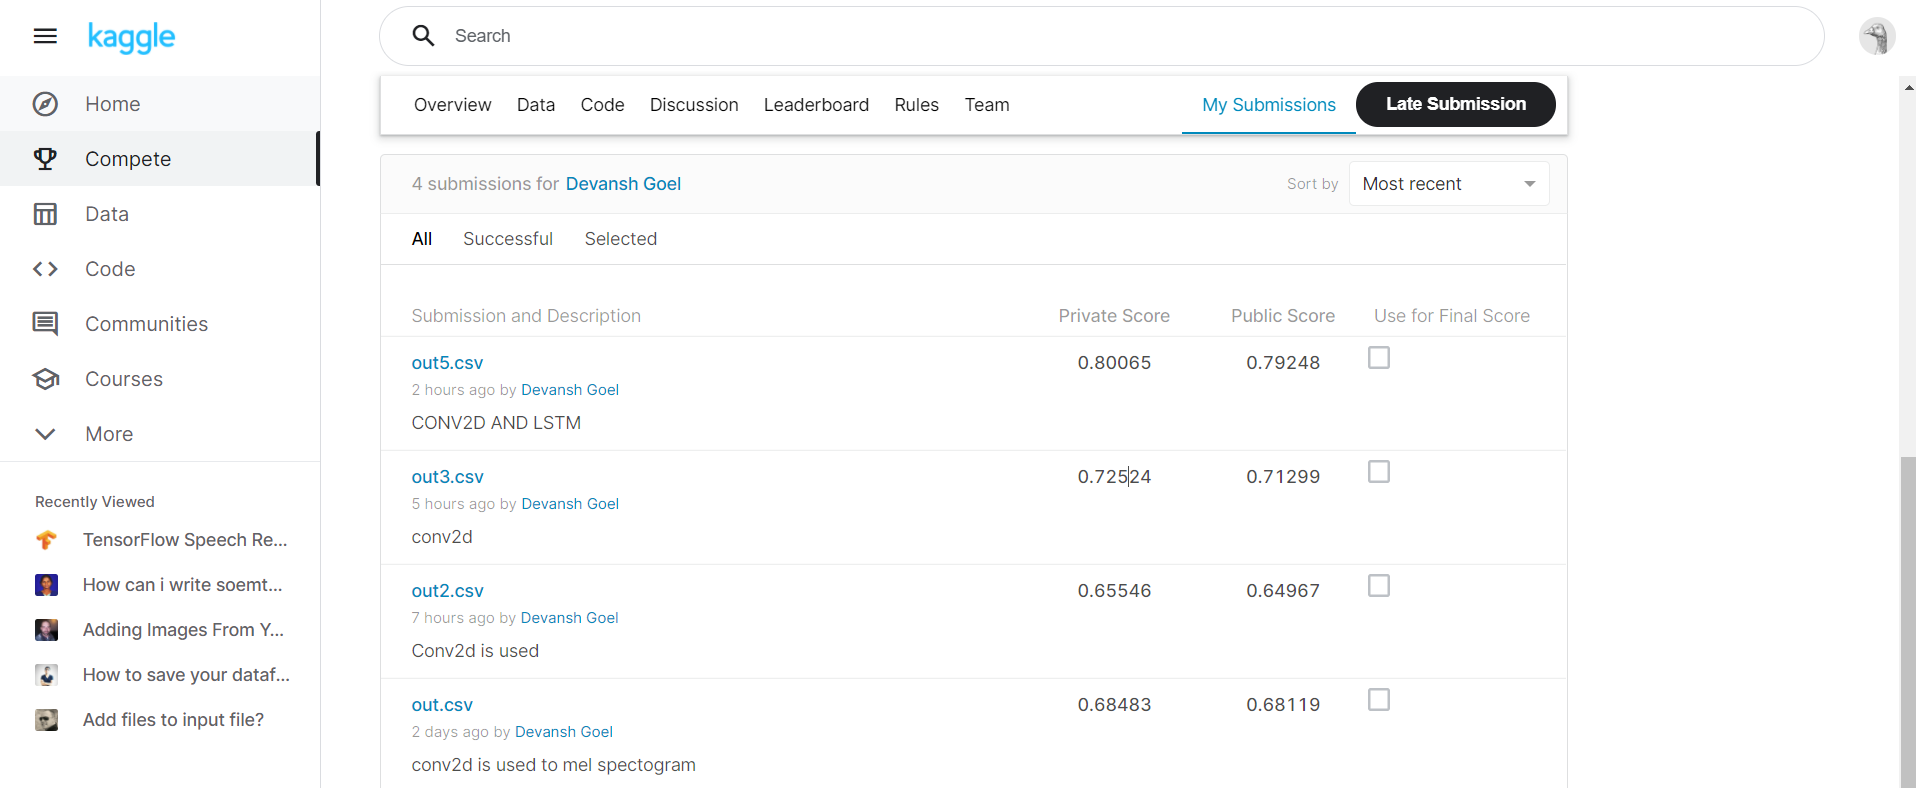 kaggle
Search
Home
Compete
Data
Code
Communities
Courses
More
Recently Viewed
TensorFlow Speech Re...
How can i write soemt...
Adding Images From Y...
How to save your dataf...
Add files to input file?
Overview Data Code Discussion Leaderboard Rules Team My Submissions Late Submission
4 submissions for Devansh Goel Sort by Most recent
All Successful Selected
Submission and Description Private Score Public Score Use for Final Score
out5.csv 0.80065 0.79248
2 hours ago by Devansh Goel
CONV2D AND LSTM
out3.csv 0.72524 0.71299
5 hours ago by Devansh Goel
conv2d
out2.csv 0.65546 0.64967
7 hours ago by Devansh Goel
Conv2d is used
out.csv 0.68483 0.68119
2 days ago by Devansh Goel
conv2d is used to mel spectogram